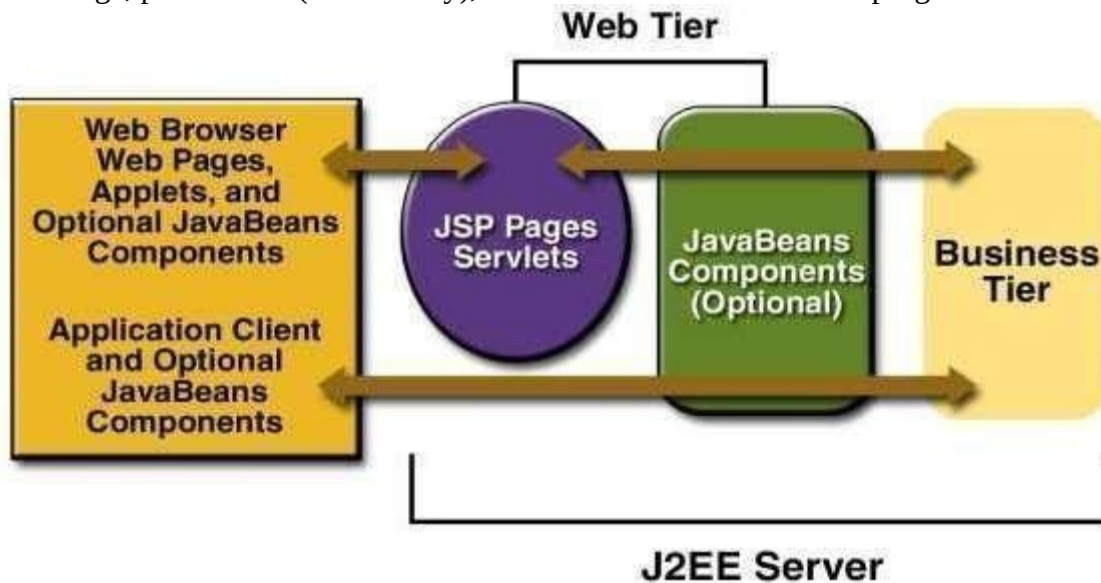 Web Tier
Web Browser
Web Pages,
Applets, and
Optional JavaBeans
Components
Application Client
and Optional
JavaBeans
Components
JSP Pages
Servlets
JavaBeans
Components
(Optional)
Business
Tier
J2EE Server